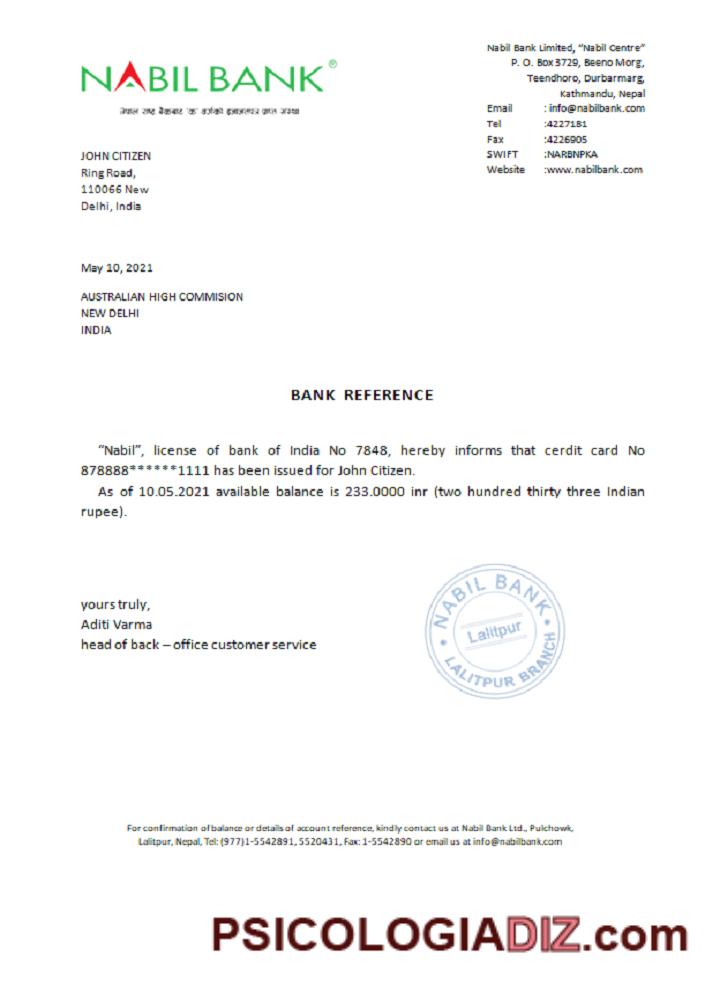 NABIL BANK®
नेपाल राष्ट्र बैंकबाट 'क' वर्गको इजाजतपत्र प्राप्त संस्था
Nabil Bank Limited, “Nabil Centre”
P. O. Box 3729, Beeno Morg,
Teendhoro, Durbarmarg,
Kathmandu, Nepal
Email : info@nabilbank.com
Tel :4227181
Fax :4226905
SWIFT :NARBNPKA
Website :www.nabilbank.com
JOHN CITIZEN
Ring Road,
110066 New
Delhi, India
May 10, 2021
AUSTRALIAN HIGH COMMISION
NEW DELHI
INDIA
BANK REFERENCE
“Nabil”, license of bank of India No 7848, hereby informs that cerdit card No
878888******1111 has been issued for John Citizen.
As of 10.05.2021 available balance is 233.0000 inr (two hundred thirty three Indian
rupee).
yours truly,
Aditi Varma
head of back – office customer service
NABIL BANK
Lalitpur
LALITPUR BRANCH
For confirmation of balance or details of account reference, kindly contact us at Nabil Bank Ltd., Pulchowk,
Lalitpur, Nepal, Tel: (977)1-5542891, 5520431, Fax: 1-5542890 or email us at info@nabilbank.com
PSICOLOGIADIZ.com